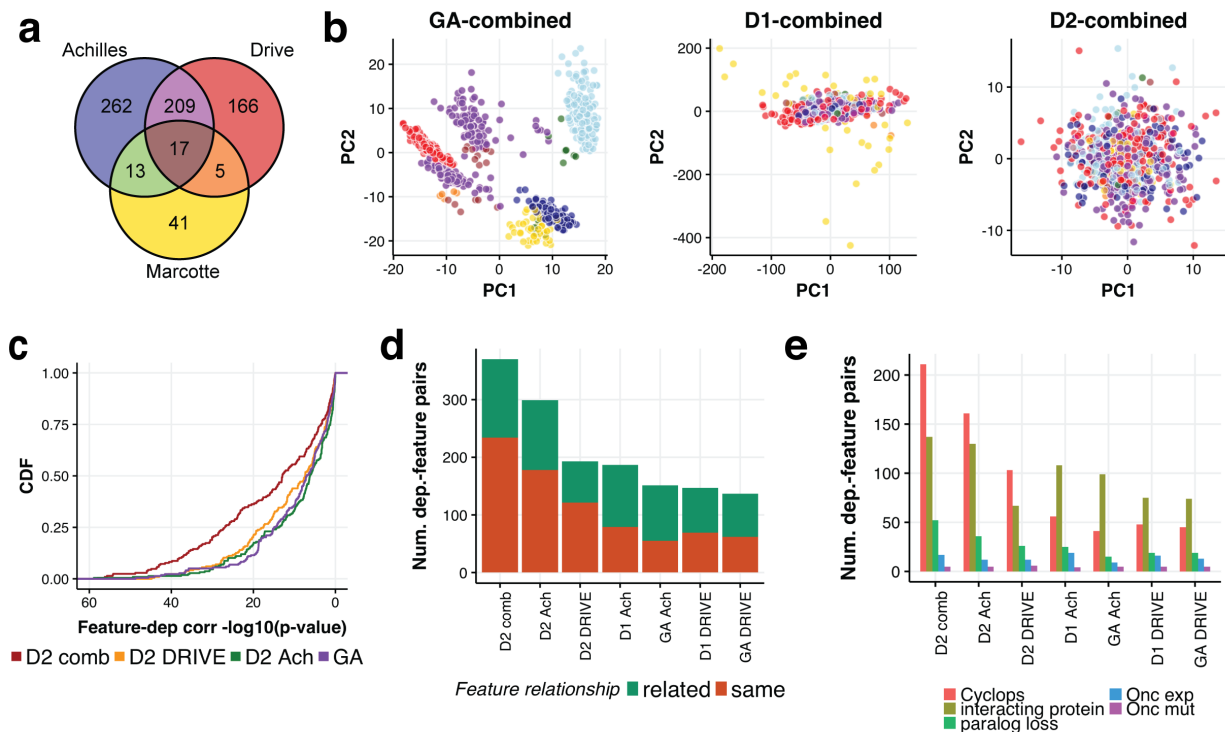 a
Achilles
Drive
262
209
166
17
13
5
41
Marcotte
b
GA-combined
D1-combined
D2-combined
PC2
20
10
0
-10
-20
-20
-10
0
10
20
PC1
PC2
200
0
-200
-400
-200
-100
0
100
PC1
PC2
10
0
-10
-10
0
10
PC1
c
CDF
1.00
0.75
0.50
0.25
0.00
60
40
20
0
Feature-dep corr -log10(p-value)
D2 comb D2 DRIVE D2 Ach GA
d
Num. dep.-feature pairs
300
200
100
0
D2 comb
D2 Ach
D2 DRIVE
D1 Ach
GA Ach
D1 DRIVE
GA DRIVE
Feature relationship related same
e
Num. dep-feature pairs
200
150
100
50
0
D2 comb
D2 Ach
D2 DRIVE
D1 Ach
GA Ach
D1 DRIVE
GA DRIVE
Cyclops
interacting protein
paralog loss
Onc exp
Onc mut